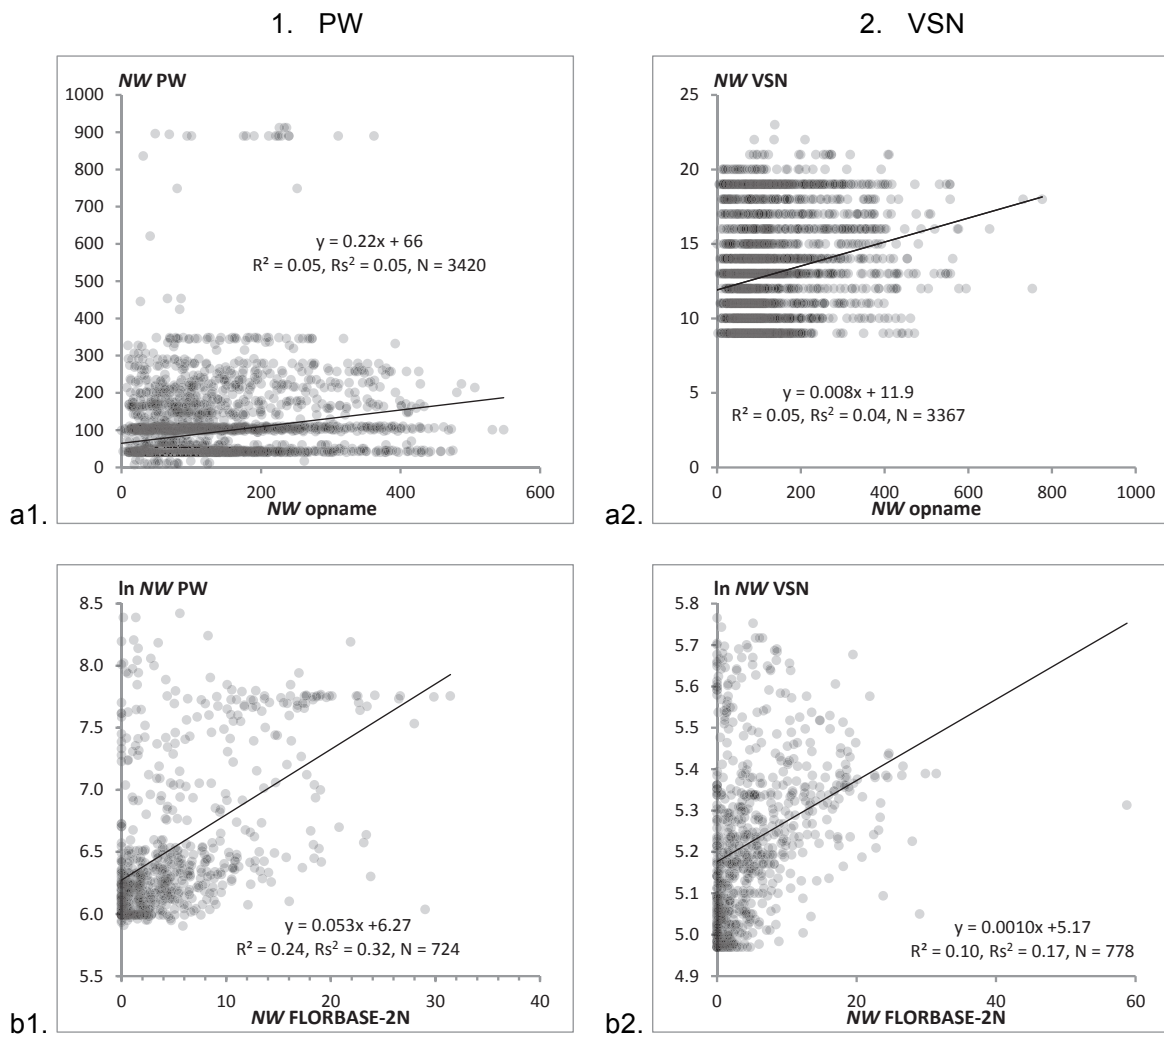 1. PW
2. VSN
NW PW
1000
900
800
700
600
500
400
300
200
100
0
y = 0.22x + 66
R² = 0.05, Rs² = 0.05, N = 3420
0 200 400 600
NW opname
a1.
NW VSN
25
20
15
10
5
0
y = 0.008x + 11.9
R² = 0.05, Rs² = 0.04, N = 3367
0 200 400 600 800 1000
NW opname
a2.
ln NW PW
8.5
8.0
7.5
7.0
6.5
6.0
5.5
y = 0.053x +6.27
R² = 0.24, Rs² = 0.32, N = 724
0 10 20 30 40
NW FLORBASE-2N
b1.
ln NW VSN
5.8
5.7
5.6
5.5
5.4
5.3
5.2
5.1
5.0
4.9
y = 0.0010x +5.17
R² = 0.10, Rs² = 0.17, N = 778
0 20 40 60
NW FLORBASE-2N
b2.